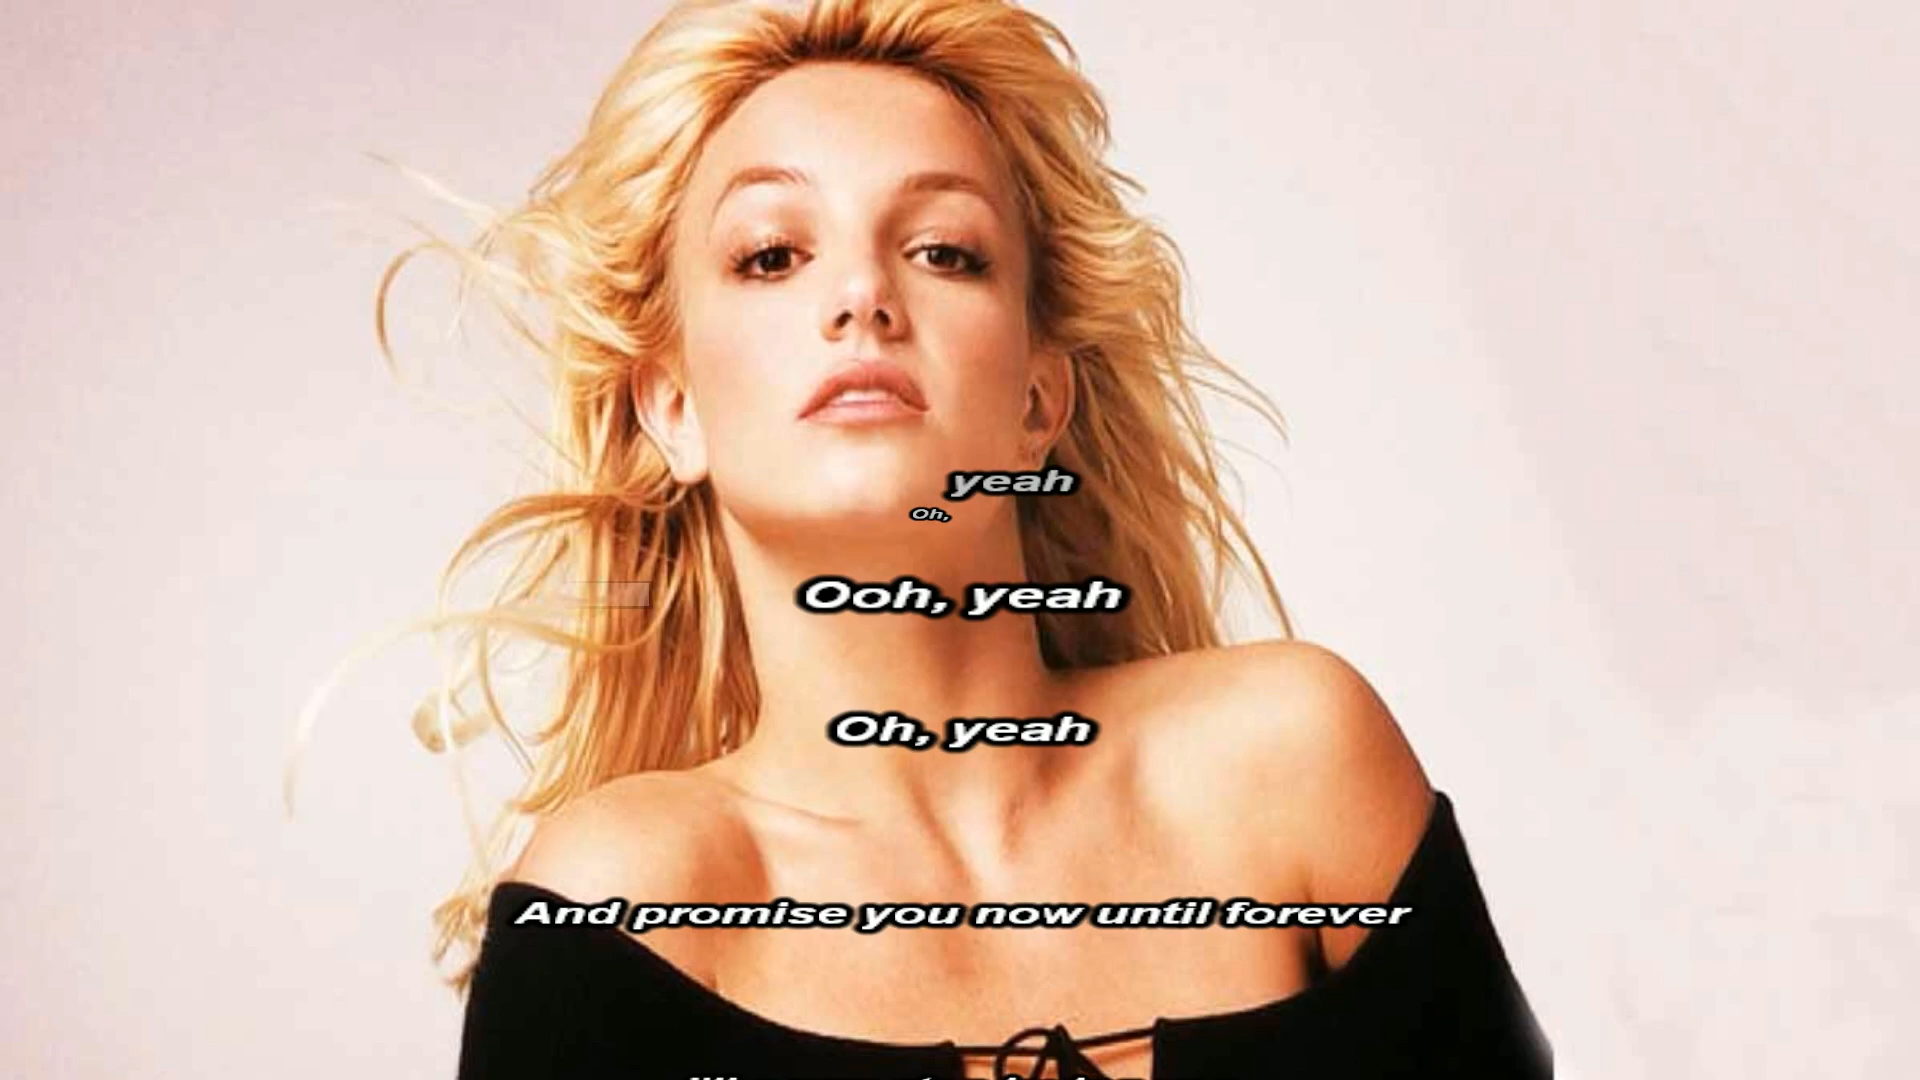 yeah
Oh,
Ooh, yeah
Oh, yeah
And promise you now until forever